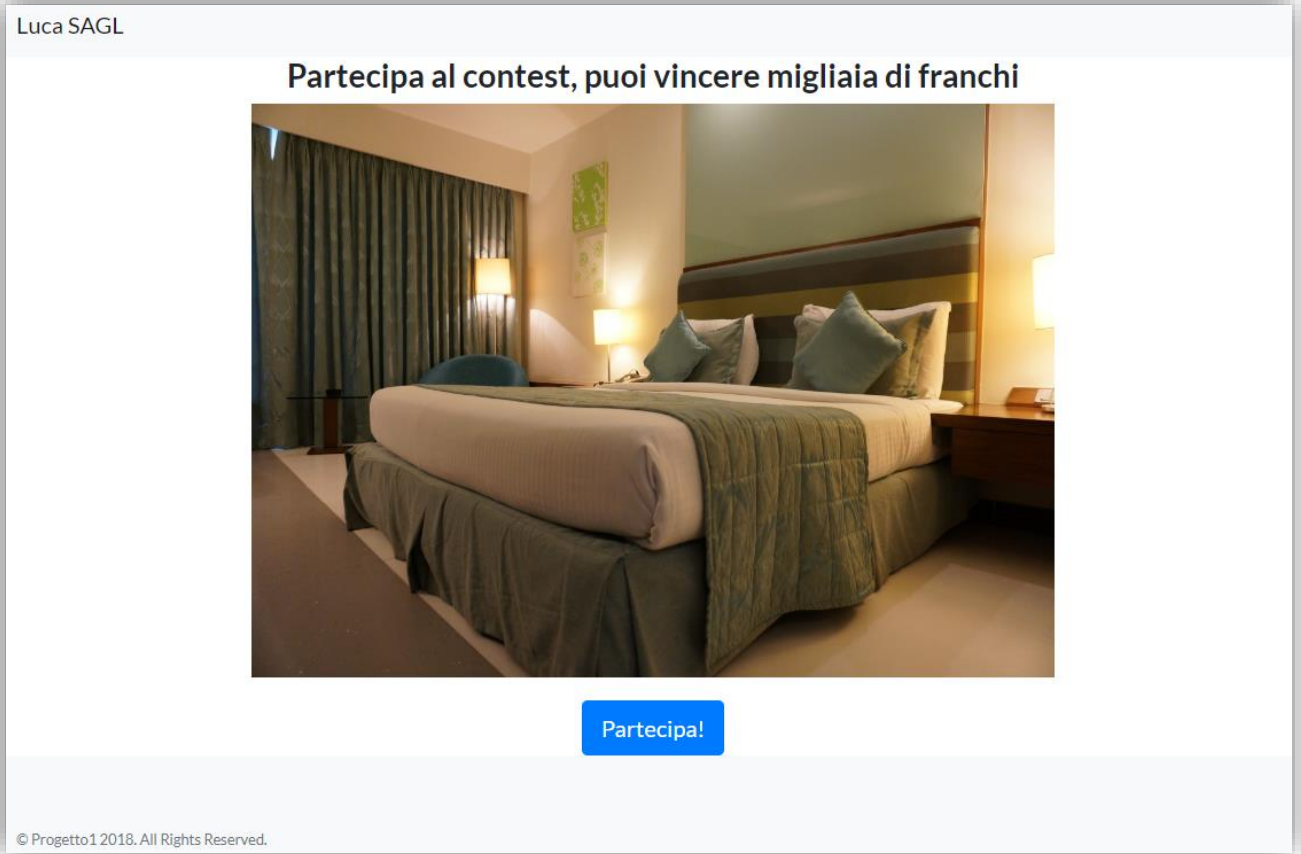 Luca SAGL
Partecipa al contest, puoi vincere migliaia di franchi
Partecipa!
© Progetto1 2018. All Rights Reserved.